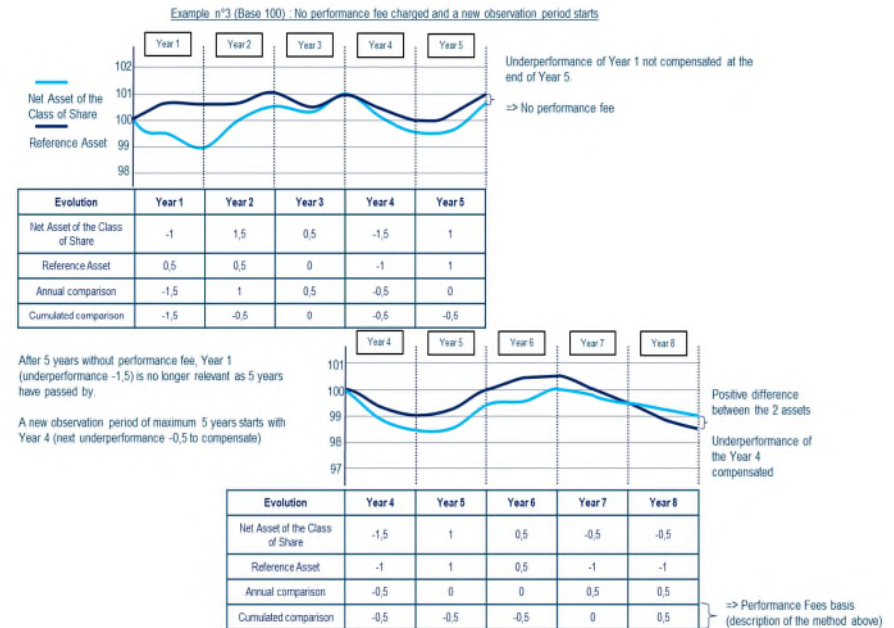 Example n°3 (Base 100) : No performance fee charged and a new observation period starts
Year 1 Year 2 Year 3 Year 4 Year 5
102
101
100
99
98
Net Asset of the
Class of Share
Reference Asset
Underperformance of Year 1 not compensated at the
end of Year 5.
=> No performance fee
Evolution Year 1 Year 2 Year 3 Year 4 Year 5
Net Asset of the Class
of Share -1 1,5 0,5 -1,5 1
Reference Asset 0,5 0,5 0 -1 1
Annual comparison -1,5 1 0,5 -0,5 0
Cumulated comparison -1,5 -0,5 0 -0,5 -0,5
After 5 years without performance fee, Year 1
(underperformance -1,5) is no longer relevant as 5 years
have passed by.
A new observation period of maximum 5 years starts with
Year 4 (next underperformance -0,5 to compensate)
Year 4 Year 5 Year 6 Year 7 Year 8
101
100
99
98
97
Positive difference
between the 2 assets
Underperformance of
the Year 4
compensated
Evolution Year 4 Year 5 Year 6 Year 7 Year 8
Net Asset of the Class
of Share -1,5 1 0,5 -0,5 -0,5
Reference Asset -1 1 0,5 -1 -1
Annual comparison -0,5 0 0 0,5 0,5
Cumulated comparison -0,5 -0,5 -0,5 0 0,5
=> Performance Fees basis
(description of the method above)